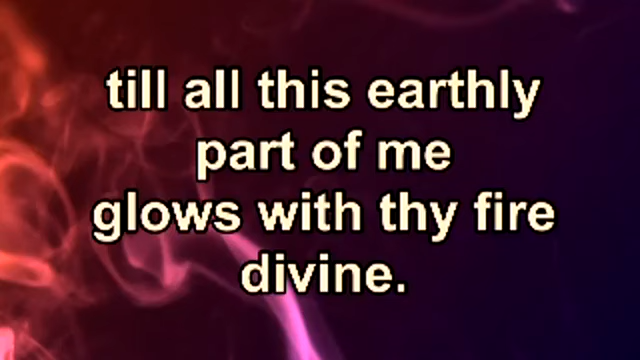 till all this earthly
part of me
glows with thy fire
divine.